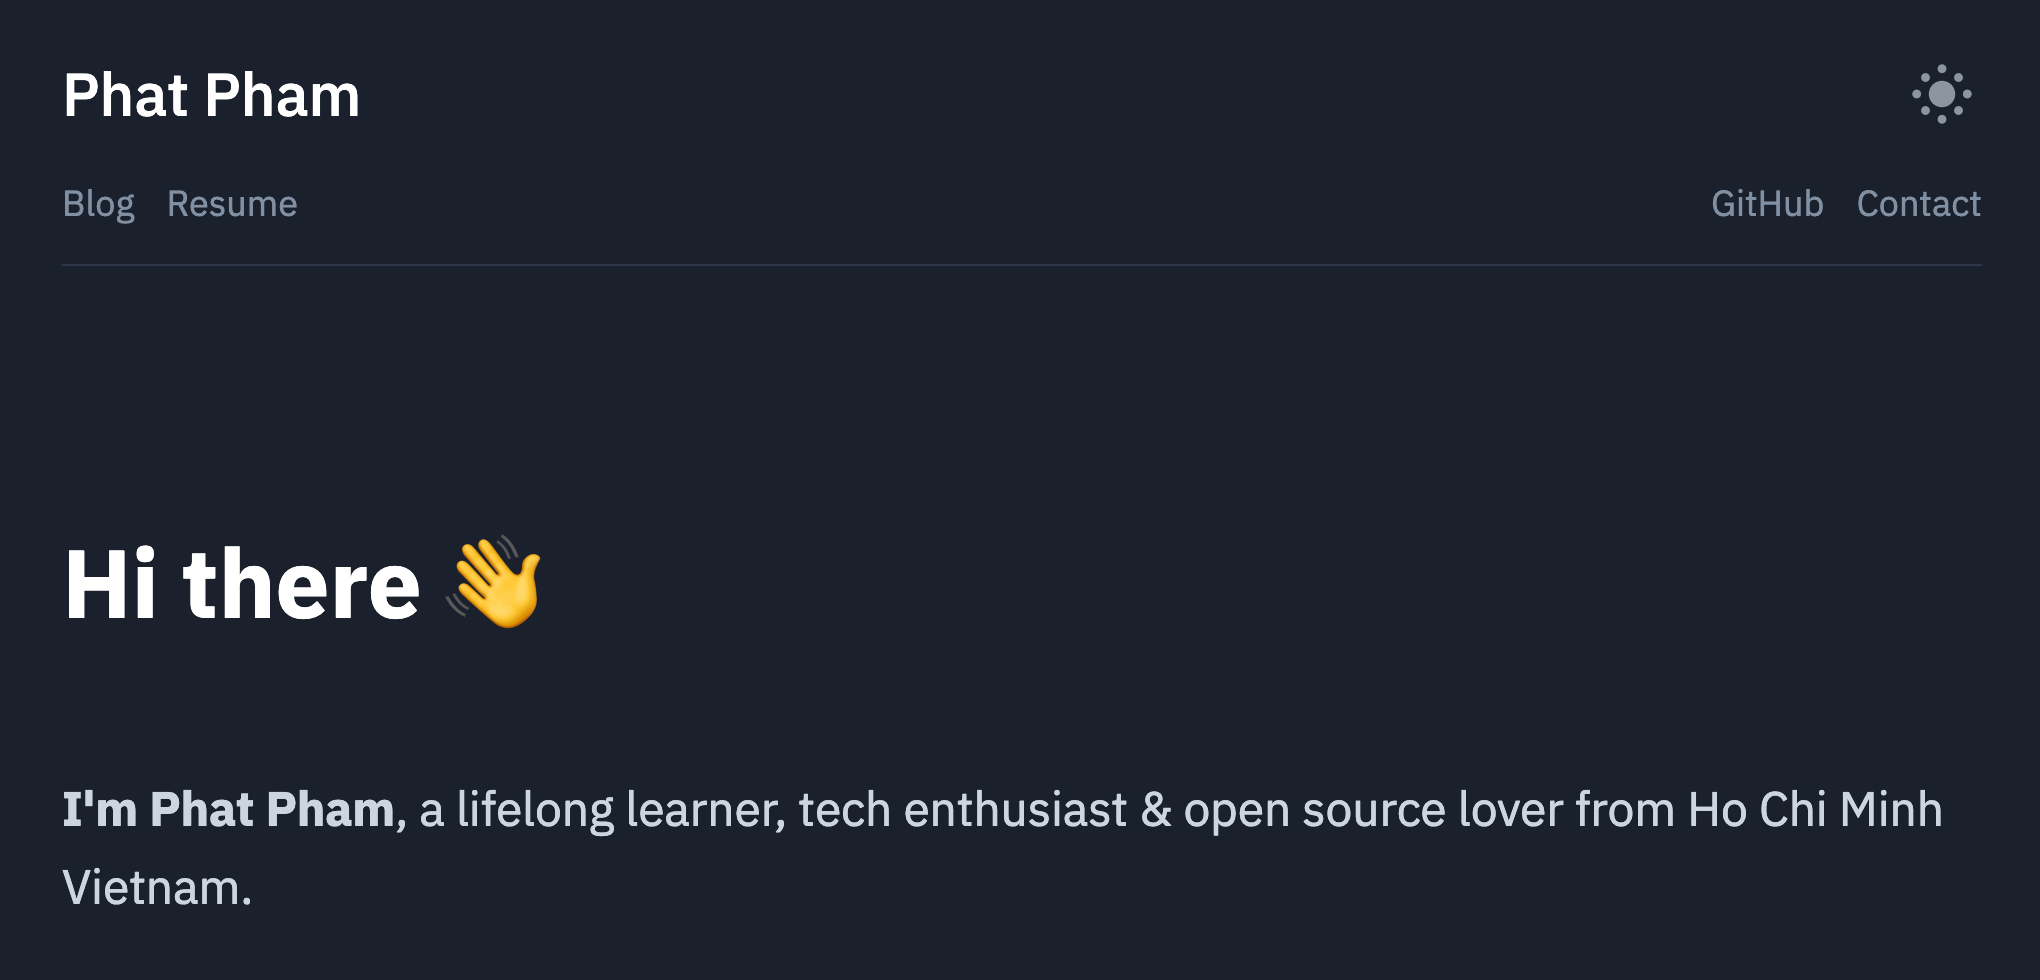 Phat Pham
Blog Resume GitHub Contact
Hi there 👋
I'm Phat Pham, a lifelong learner, tech enthusiast & open source lover from Ho Chi Minh
Vietnam.